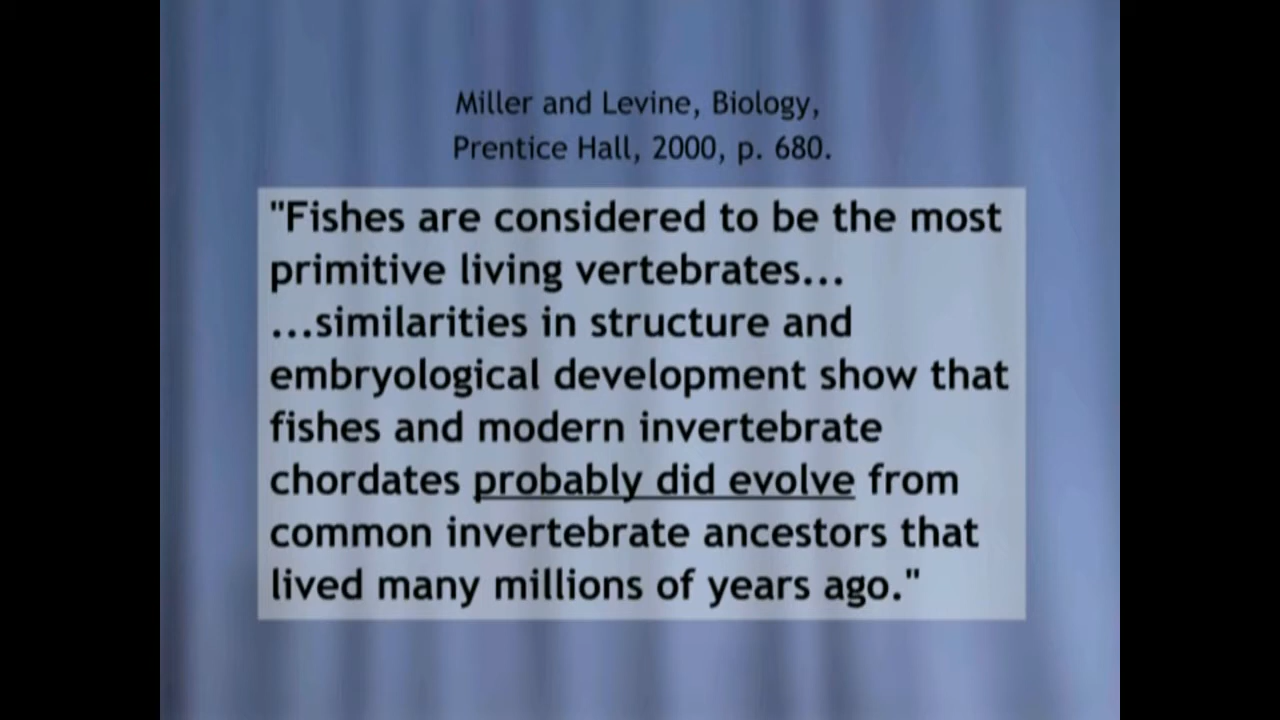 Miller and Levine, Biology,
Prentice Hall, 2000, p. 680.
"Fishes are considered to be the most
primitive living vertebrates...
...similarities in structure and
embryological development show that
fishes and modern invertebrate
chordates probably did evolve from
common invertebrate ancestors that
lived many millions of years ago."